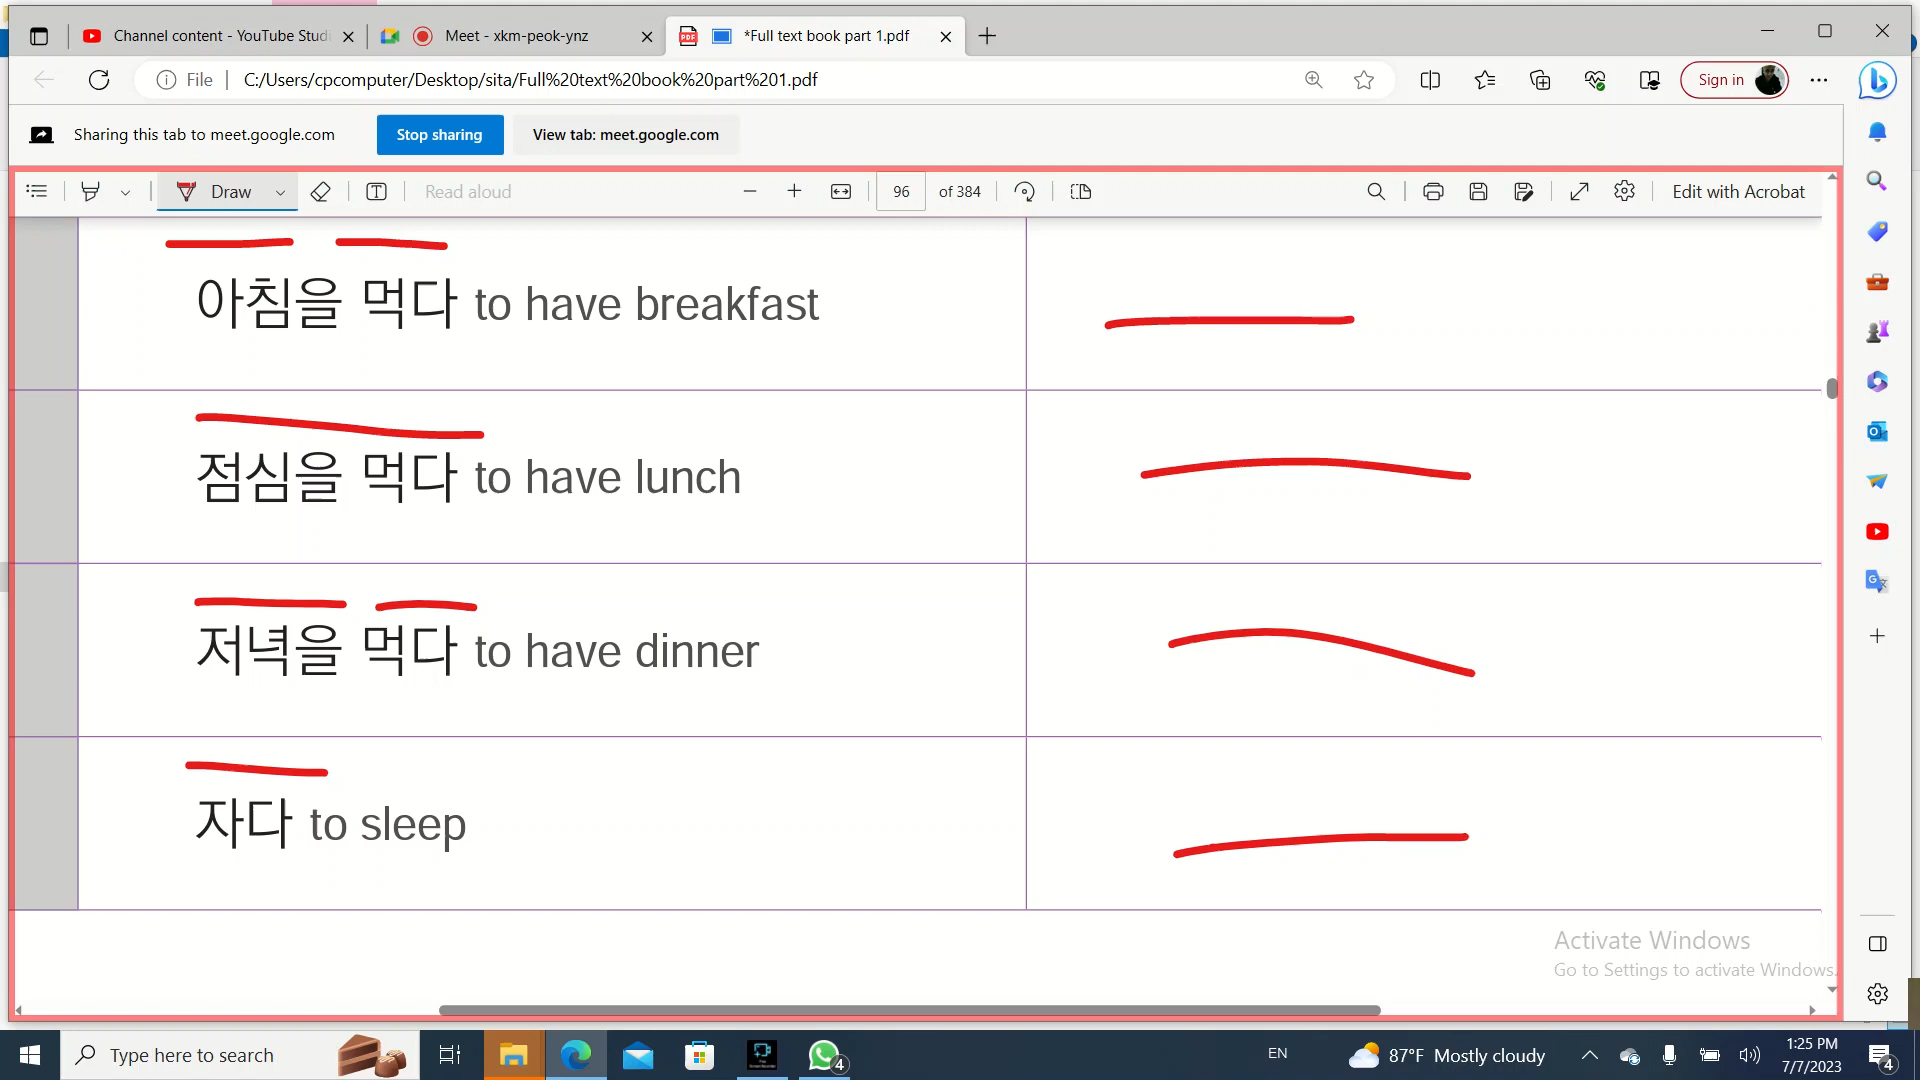 Channel content - YouTube Studi
Meet - xkm-peok-ynz
*Full text book part 1.pdf
File
C:/Users/cpcomputer/Desktop/sita/Full%20text%20book%20part%201.pdf
Sign in
Sharing this tab to meet.google.com
Stop sharing
View tab: meet.google.com
Draw
Read aloud
96
of 384
Edit with Acrobat
아침을 먹다 to have breakfast
점심을 먹다 to have lunch
저녁을 먹다 to have dinner
자다 to sleep
Activate Windows
Go to Settings to activate Windows.
Type here to search
4
EN
87°F Mostly cloudy
1:25 PM
7/7/2023
4